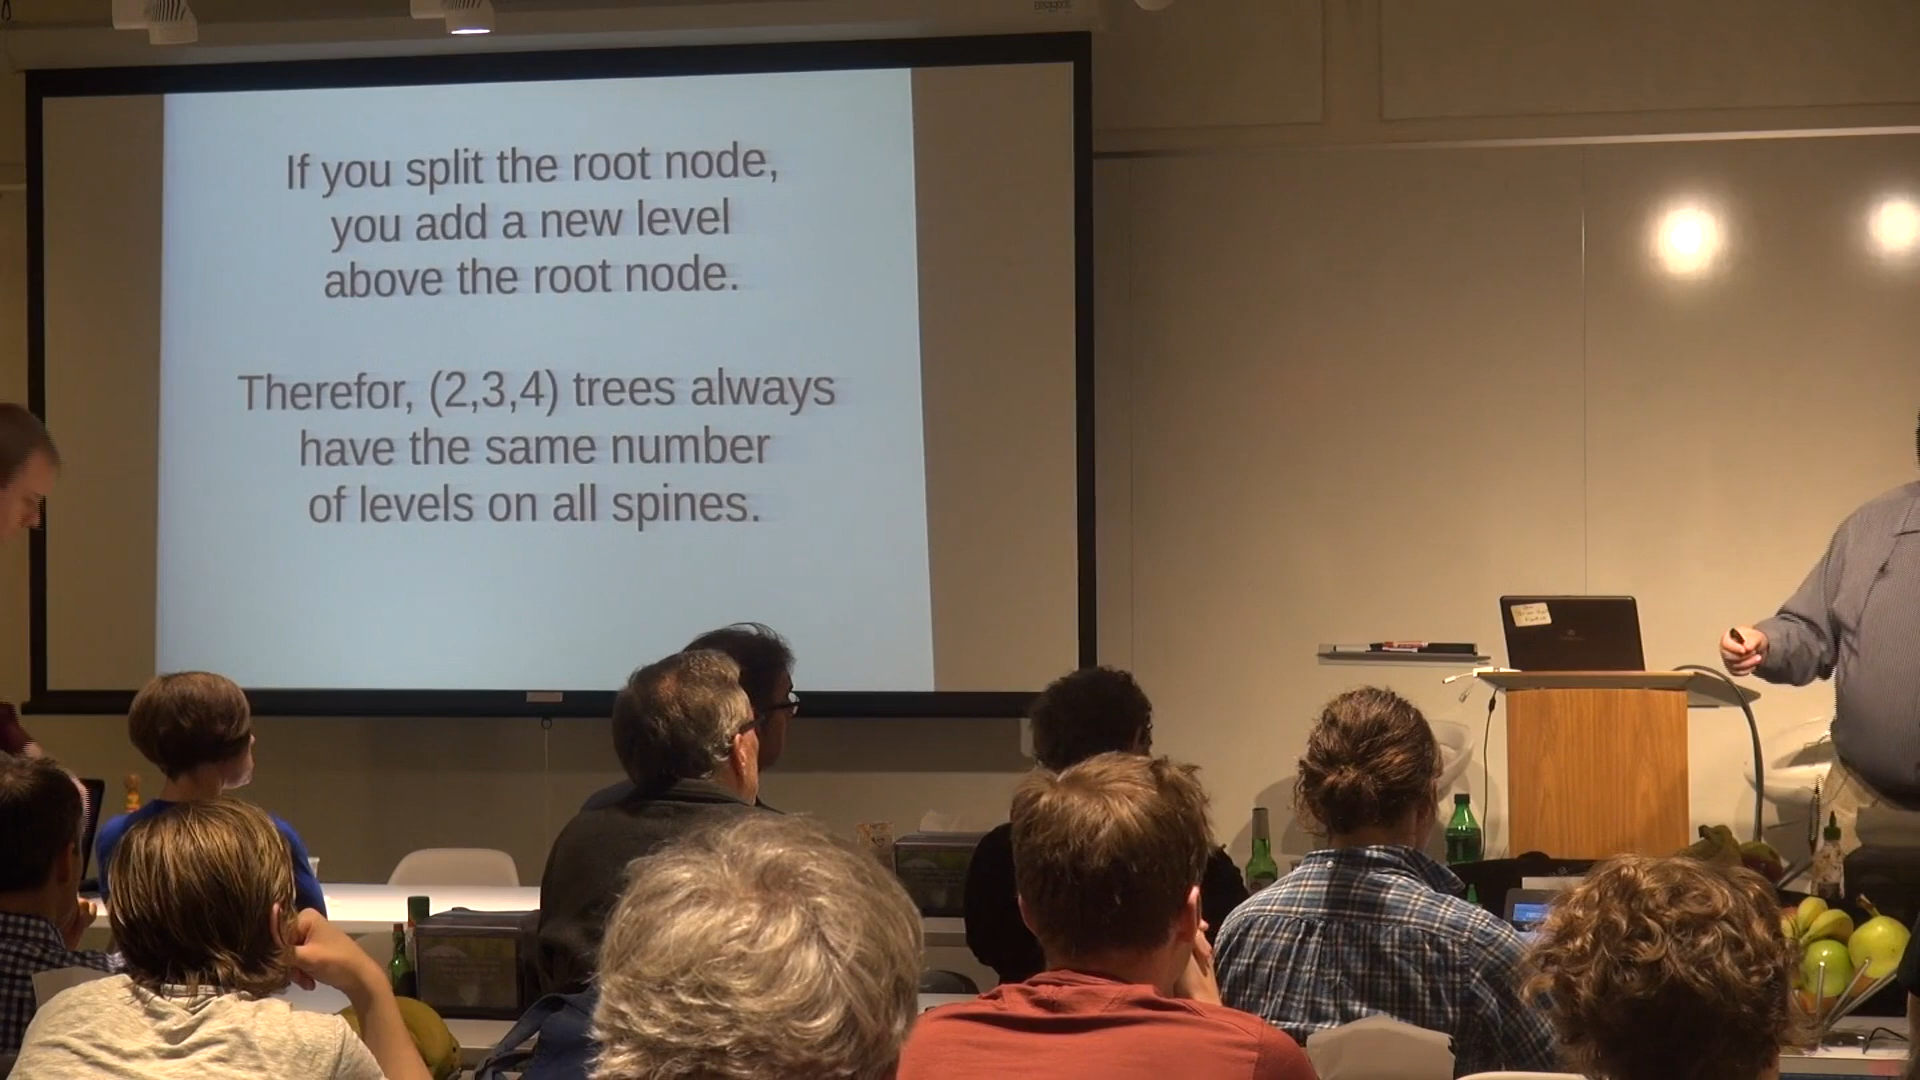 If you split the root node,
you add a new level
above the root node.
Therefor, (2,3,4) trees always
have the same number
of levels on all spines.